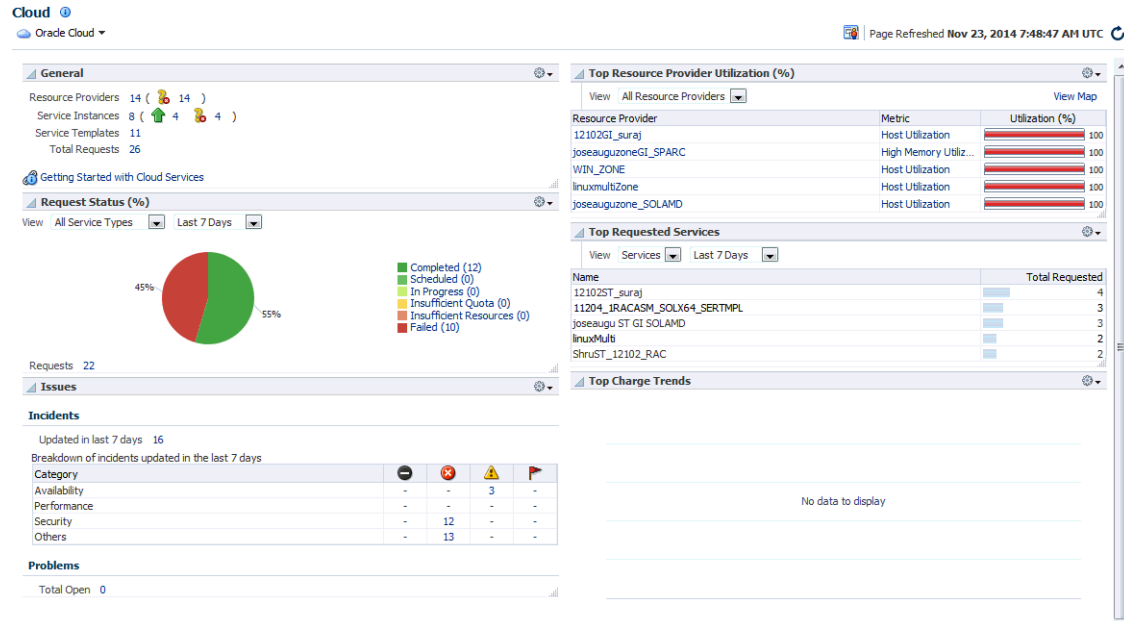 Cloud
Oracle Cloud
Page Refreshed Nov 23, 2014 7:48:47 AM UTC
General
Resource Providers 14 ( 14 )
Service Instances 8 ( 4 4 )
Service Templates 11
Total Requests 26
Getting Started with Cloud Services
Request Status (%)
View All Service Types Last 7 Days
45%
55%
Completed (12)
Scheduled (0)
In Progress (0)
Insufficient Quota (0)
Insufficient Resources (0)
Failed (10)
Requests 22
Issues
Incidents
Updated in last 7 days 16
Breakdown of incidents updated in the last 7 days
Category
Availability - - 3 -
Performance - - - -
Security - 12 - -
Others - 13 - -
Problems
Total Open 0
Top Resource Provider Utilization (%)
View All Resource Providers View Map
Resource Provider Metric Utilization (%)
12102GI_suraj Host Utilization 100
joseauguzoneGI_SPARC High Memory Utiliz... 100
WIN_ZONE Host Utilization 100
linuxmultiZone Host Utilization 100
joseauguzone_SOLAMD Host Utilization 100
Top Requested Services
View Services Last 7 Days
Name Total Requested
12102ST_suraj 4
11204_1RACASM_SOLX64_SERTMPL 3
joseaugu ST GI SOLAMD 3
linuxMulti 2
ShruST_12102_RAC 2
Top Charge Trends
No data to display